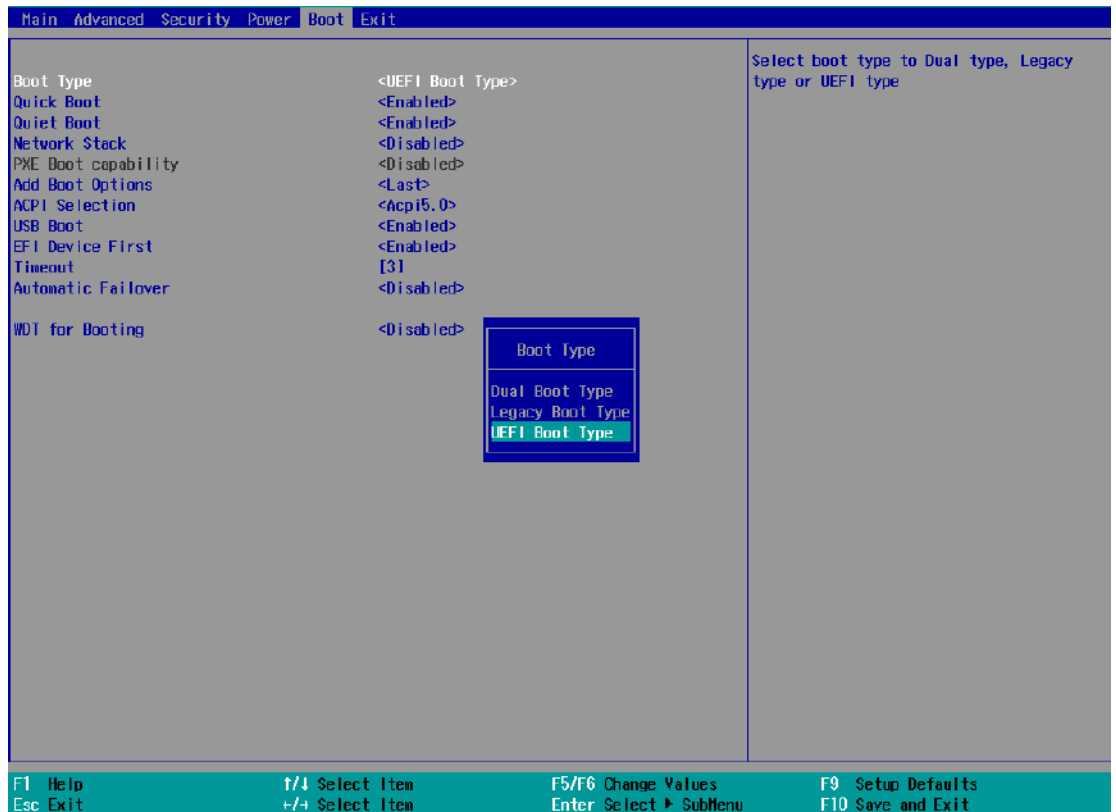 Main Advanced Security Power Boot Exit
Boot Type <UEFI Boot Type>
Quick Boot <Enabled>
Quiet Boot <Enabled>
Network Stack <Disabled>
PXE Boot capability <Disabled>
Add Boot Options <Last>
ACPI Selection <Acpi5.0>
USB Boot <Enabled>
EFI Device First <Enabled>
Timeout [3]
Automatic Failover <Disabled>
WDT for Booting <Disabled>
Boot Type
Dual Boot Type
Legacy Boot Type
UEFI Boot Type
Select boot type to Dual type, Legacy
type or UEFI type
F1 Help ↑/↓ Select Item F5/F6 Change Values F9 Setup Defaults
Esc Exit ←/→ Select Item Enter Select ▶ SubMenu F10 Save and Exit